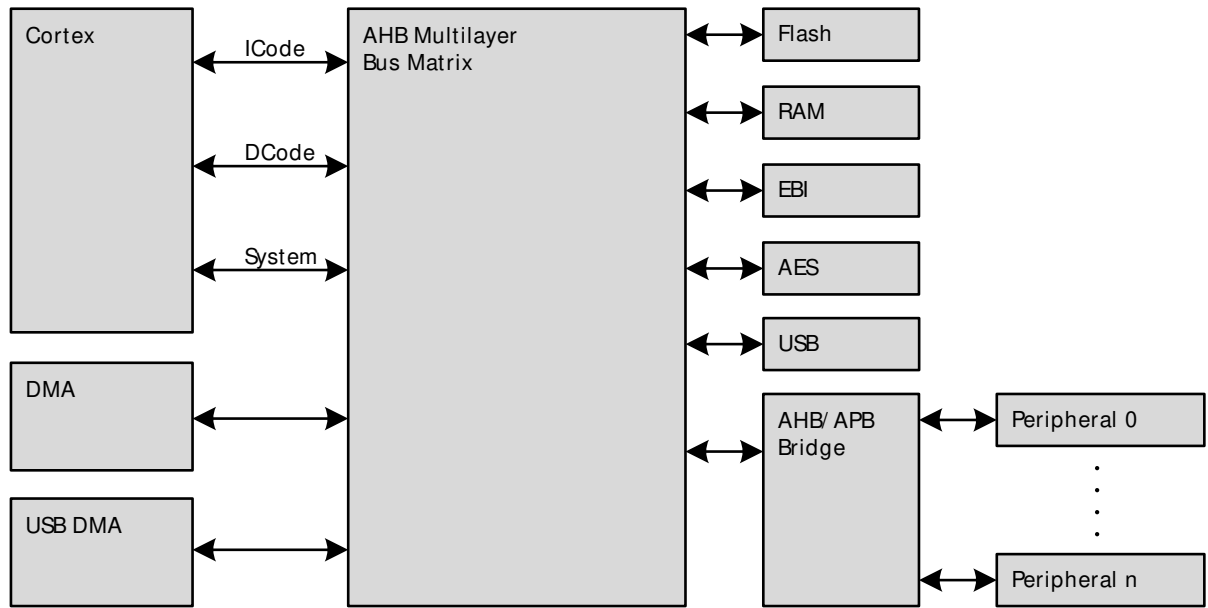 Cortex
ICode
DCode
System
AHB Multilayer
Bus Matrix
Flash
RAM
EBI
AES
USB
DMA
USB DMA
AHB/APB
Bridge
Peripheral 0
Peripheral n